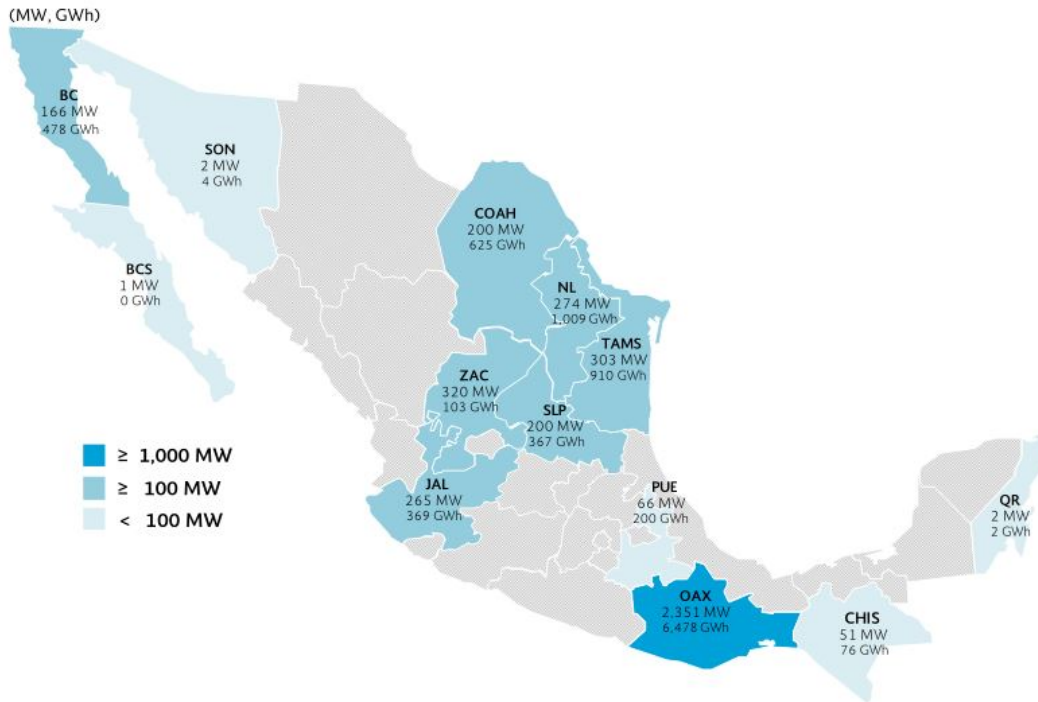 (MW, GWh)
BC
166 MW
478 GWh
SON
2 MW
4 GWh
BCS
1 MW
0 GWh
COAH
200 MW
625 GWh
NL
274 MW
1,009 GWh
TAMS
303 MW
910 GWh
ZAC
320 MW
103 GWh
SLP
200 MW
367 GWh
JAL
265 MW
369 GWh
PUE
66 MW
200 GWh
QR
2 MW
2 GWh
OAX
2,351 MW
6,478 GWh
CHIS
51 MW
76 GWh
≥ 1,000 MW
≥ 100 MW
< 100 MW